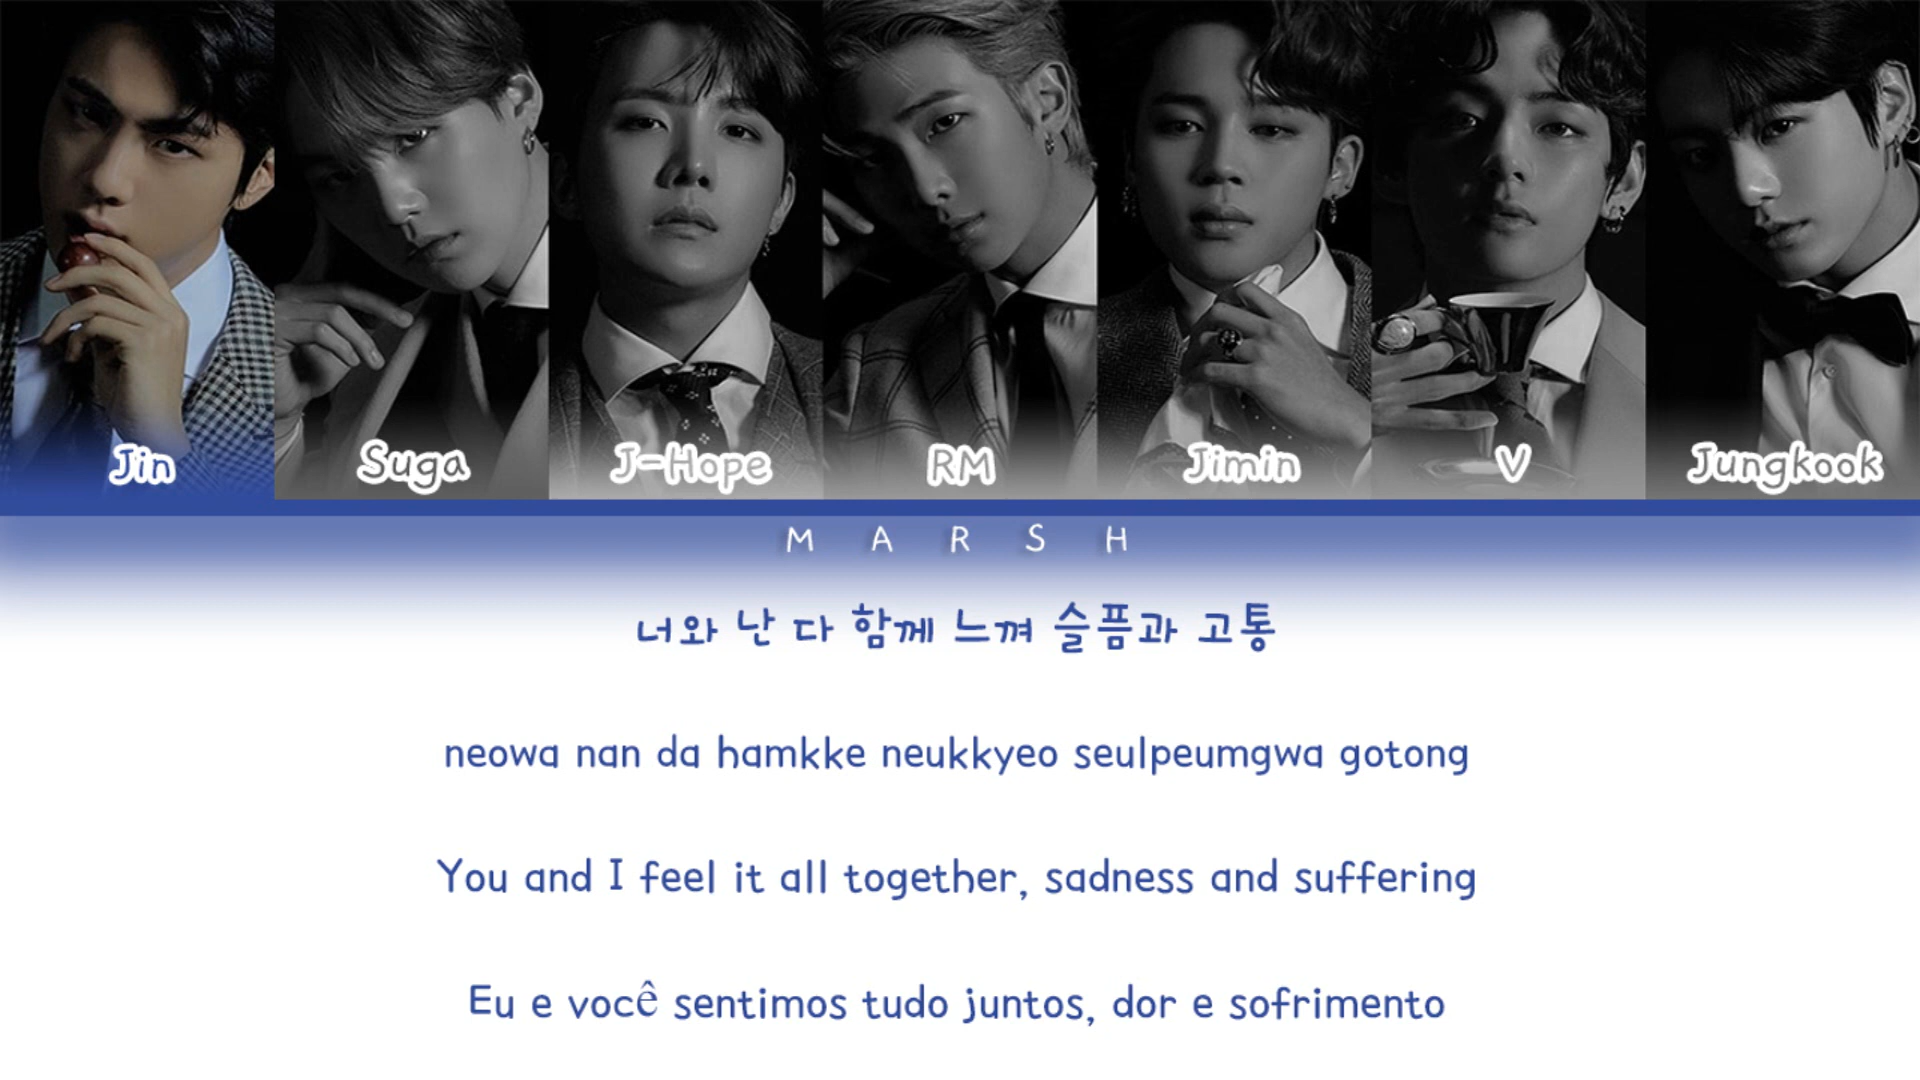 Jin Suga J-Hope RM Jimin V Jungkook
M A R S H
너와 난 다 함께 느껴 슬픔과 고통
neowa nan da hamkke neukkyeo seulpeumgwa gotong
You and I feel it all together, sadness and suffering
Eu e você sentimos tudo juntos, dor e sofrimento